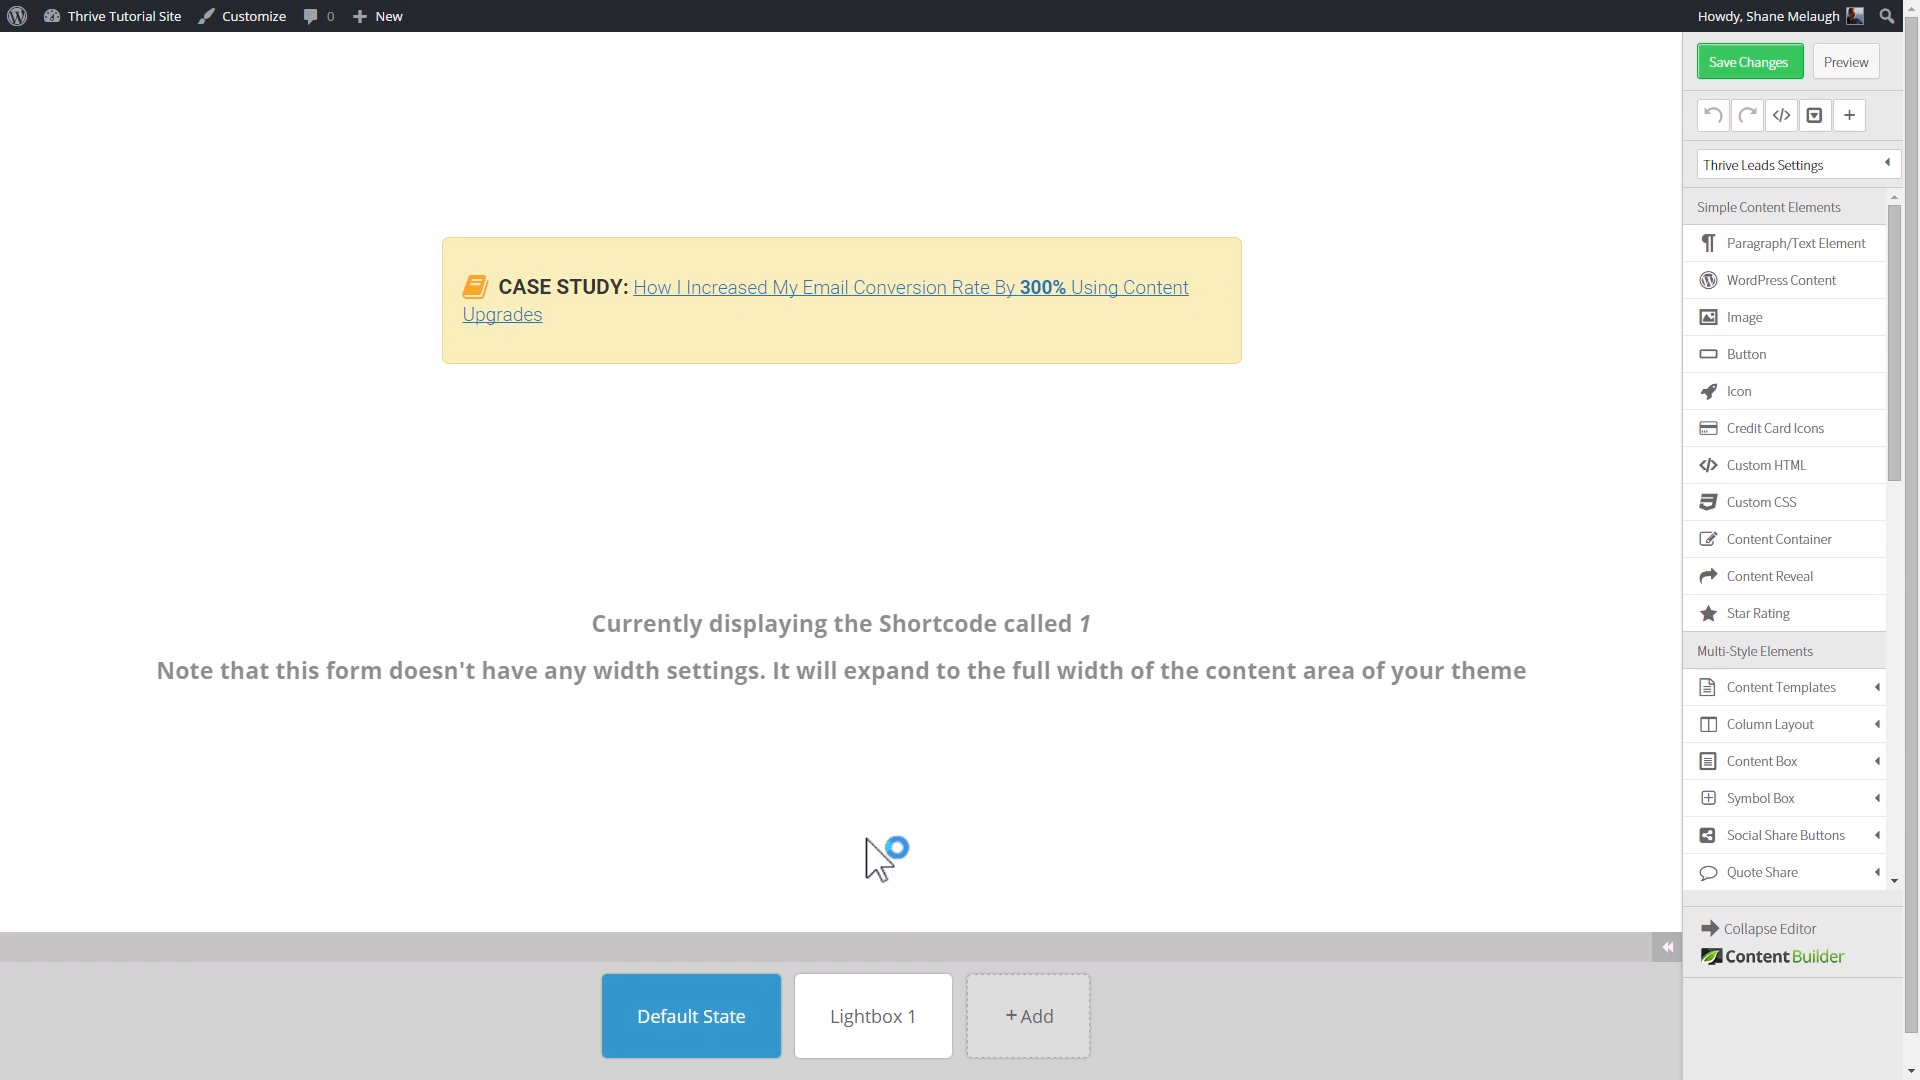 Thrive Tutorial Site Customize 0 New Howdy, Shane Melaugh
Save Changes Preview
Thrive Leads Settings
Simple Content Elements
Paragraph/Text Element
WordPress Content
Image
Button
Icon
Credit Card Icons
Custom HTML
Custom CSS
Content Container
Content Reveal
Star Rating
Multi-Style Elements
Content Templates
Column Layout
Content Box
Symbol Box
Social Share Buttons
Quote Share
Collapse Editor
Content Builder
CASE STUDY: How I Increased My Email Conversion Rate By 300% Using Content
Upgrades
Currently displaying the Shortcode called 1
Note that this form doesn't have any width settings. It will expand to the full width of the content area of your theme
Default State Lightbox 1 + Add